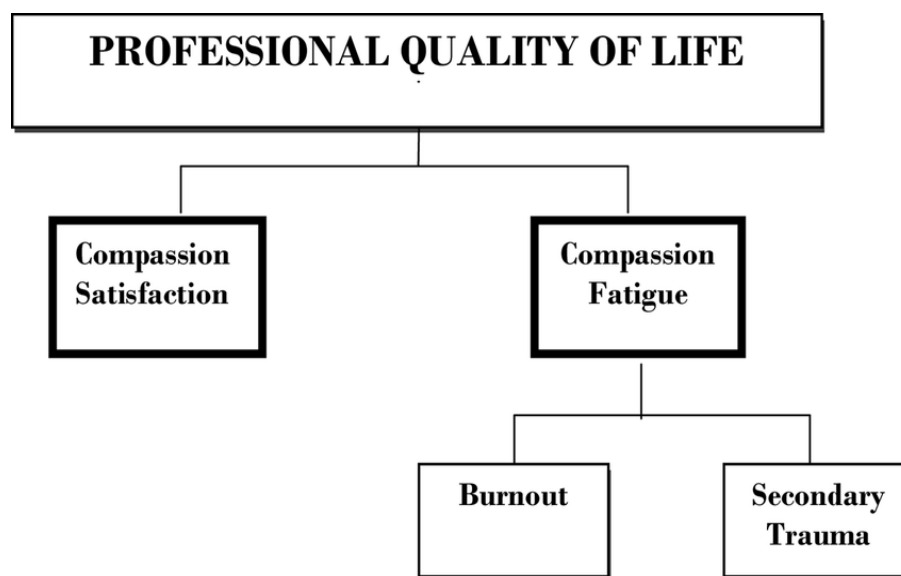 PROFESSIONAL QUALITY OF LIFE
Compassion
Satisfaction
Compassion
Fatigue
Burnout
Secondary
Trauma